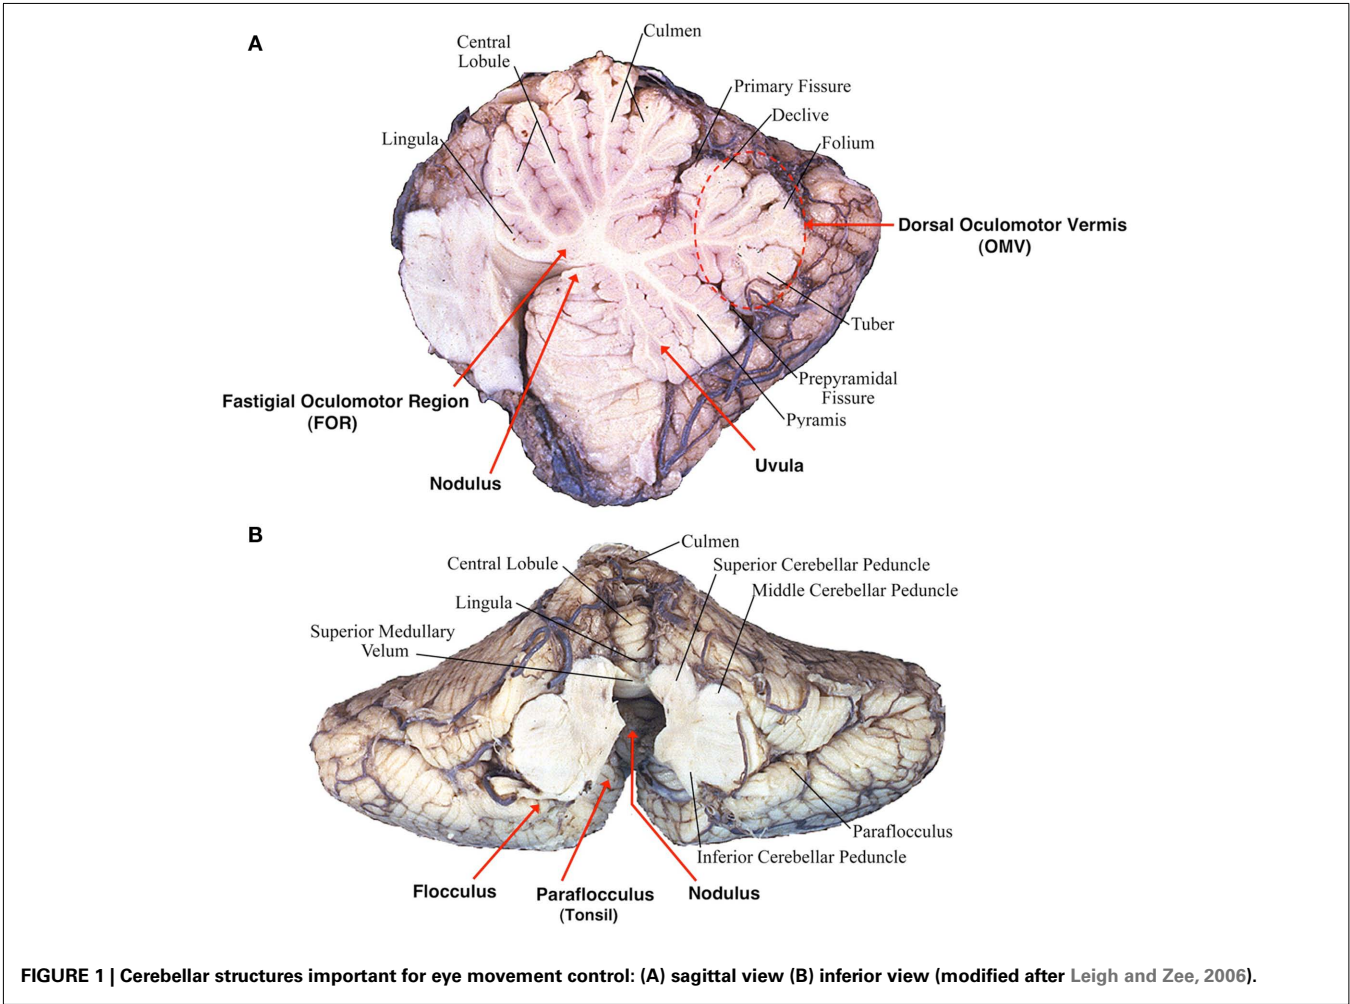 A
Culmen
Central
Lobule
Primary Fissure
Declive
Lingula
Folium
Dorsal Oculomotor Vermis
(OMV)
Tuber
Prepyramidal
Fissure
Fastigial Oculomotor Region
(FOR)
Pyramis
Uvula
Nodulus
B
Culmen
Central Lobule
Superior Cerebellar Peduncle
Middle Cerebellar Peduncle
Lingula
Superior Medullary
Velum
Paraflocculus
Inferior Cerebellar Peduncle
Flocculus
Paraflocculus
(Tonsil)
Nodulus
FIGURE 1 | Cerebellar structures important for eye movement control: (A) sagittal view (B) inferior view (modified after Leigh and Zee, 2006).